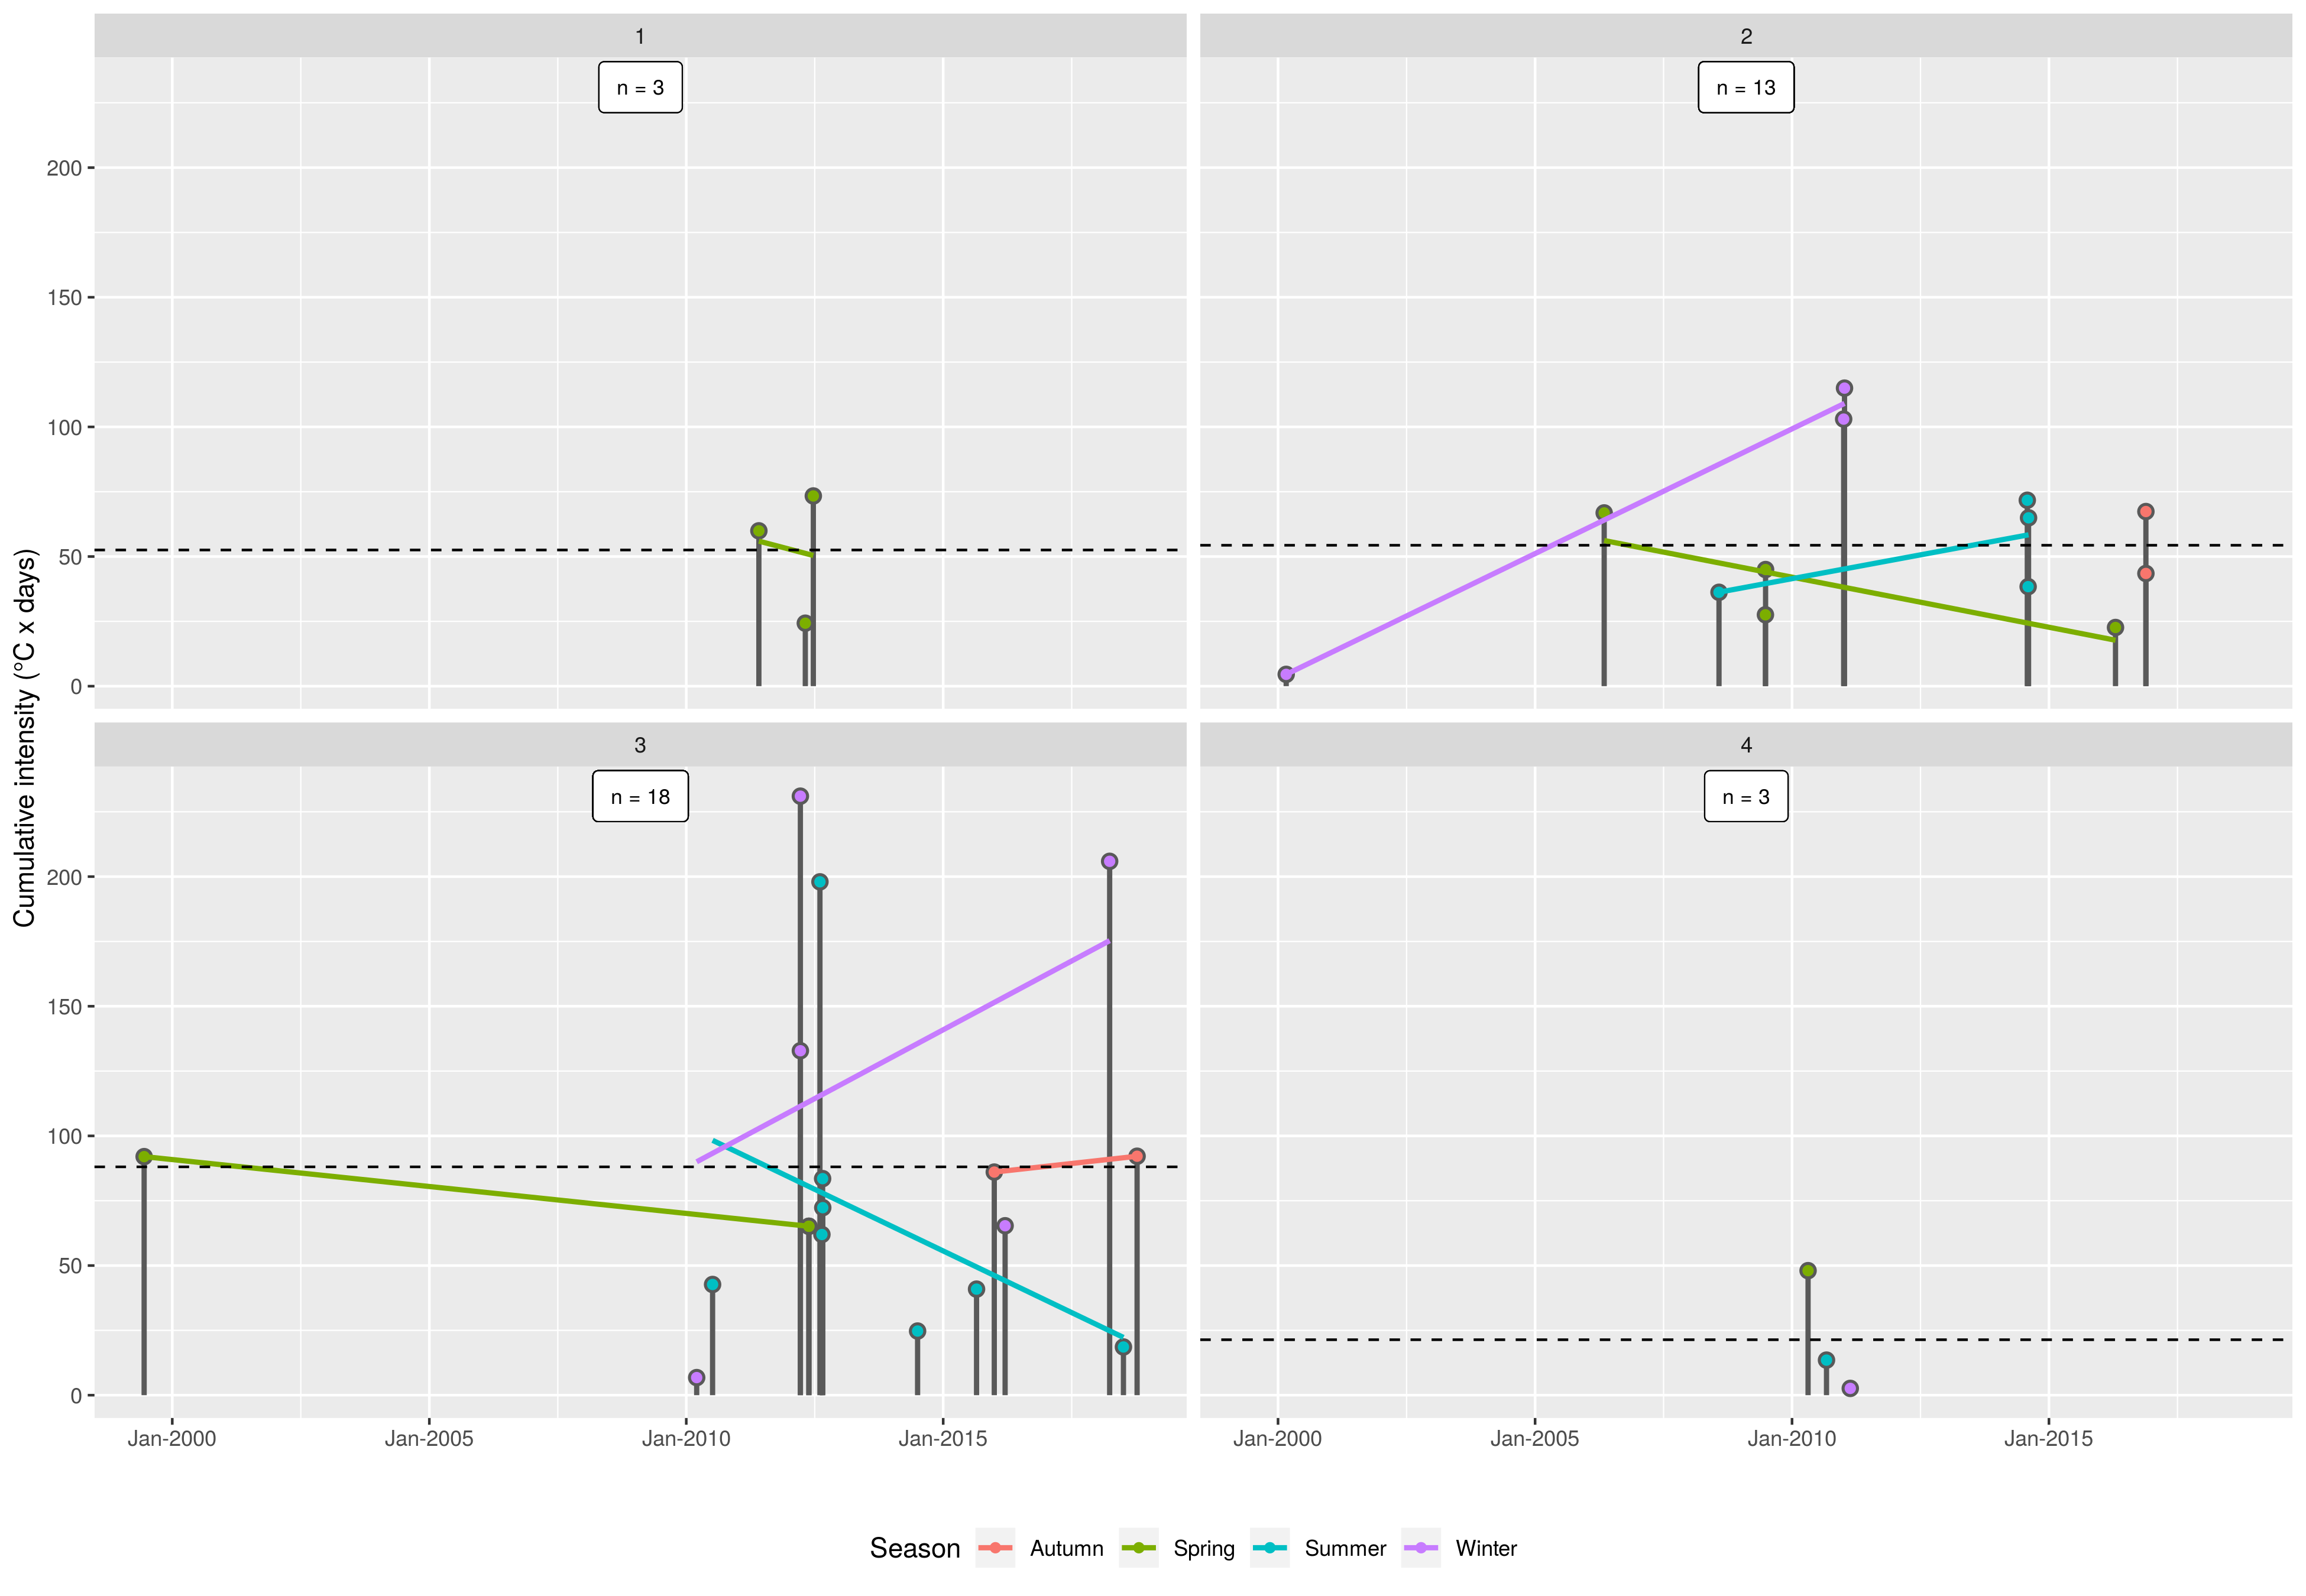 1
2
n = 3
n = 13
200
150
100
50
0
3
4
n = 18
n = 3
200
150
100
50
0
Cumulative intensity (°C x days)
Jan-2000
Jan-2005
Jan-2010
Jan-2015
Jan-2000
Jan-2005
Jan-2010
Jan-2015
Season Autumn Spring Summer Winter